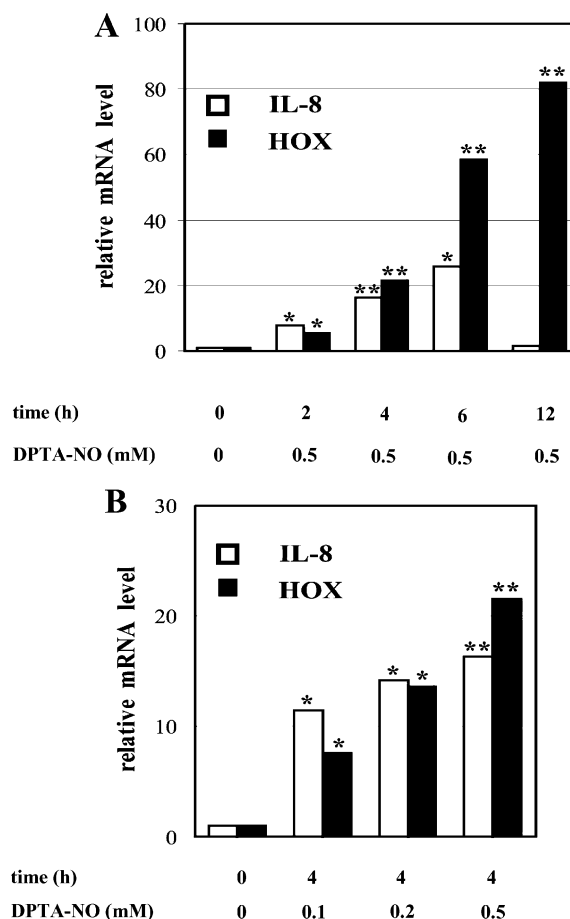 A
100
80
60
40
20
0
relative mRNA level
IL-8
HOX
* *
** **
* **
**
time (h) 0 2 4 6 12
DPTA-NO (mM) 0 0.5 0.5 0.5 0.5
B
30
20
10
0
relative mRNA level
IL-8
HOX
* *
* *
** **
time (h) 0 4 4 4
DPTA-NO (mM) 0 0.1 0.2 0.5